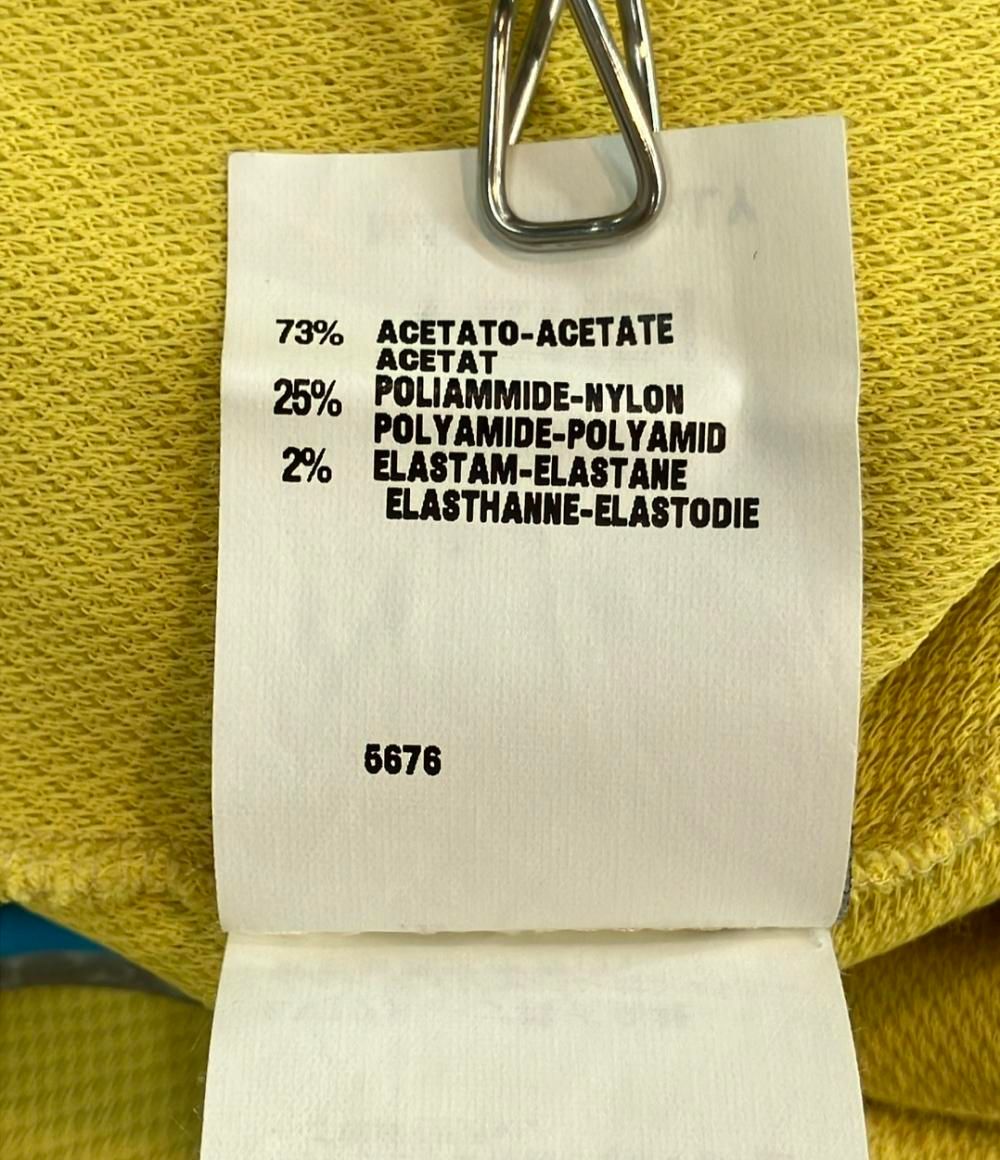 73% ACETATO-ACETATE
ACETAT
25% POLIAMMIDE-NYLON
POLYAMIDE-POLYAMID
2% ELASTAM-ELASTANE
ELASTHANNE-ELASTODIE
5676